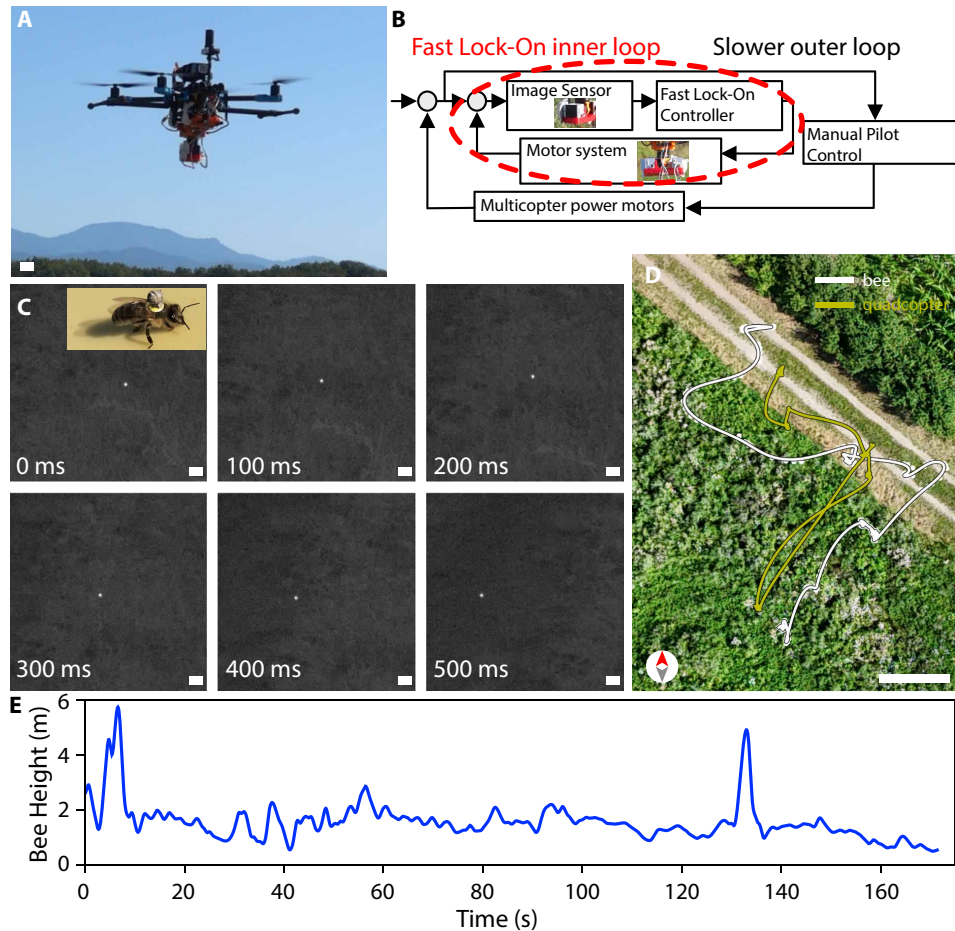 A
B
Fast Lock-On inner loop
Slower outer loop
Image Sensor
Fast Lock-On
Controller
Motor system
Manual Pilot
Control
Multicopter power motors
C
0 ms
100 ms
200 ms
300 ms
400 ms
500 ms
D
bee
quadcopter
E
Bee Height (m)
6
4
2
0
0
20
40
60
80
100
120
140
160
Time (s)